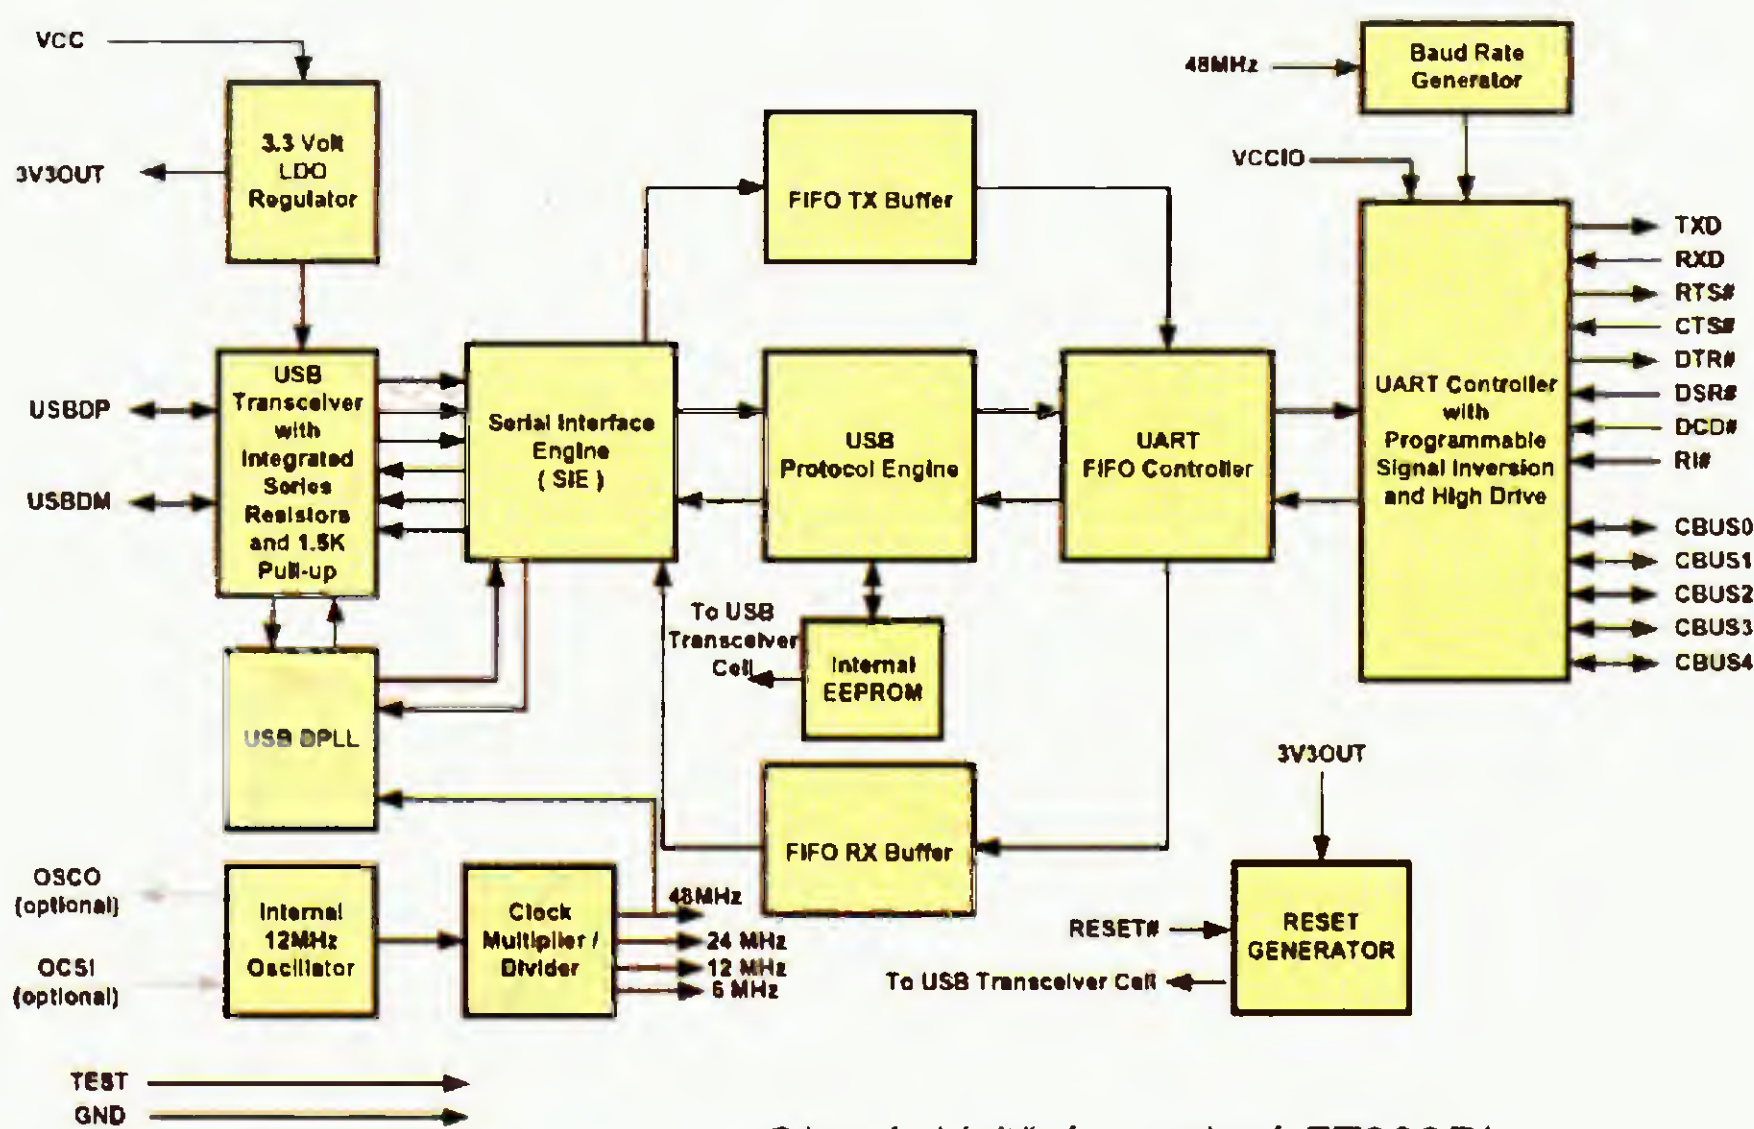 VCC
3.3 Volt
LDO
Regulator
3V3OUT
48MHz
Baud Rate
Generator
VCCIO
FIFO TX Buffer
USBDP
USBDM
USB
Transceiver
with
Integrated
Series
Resistors
and 1.5K
Pull-up
Serial Interface
Engine
( SIE )
USB
Protocol Engine
UART
FIFO Controller
UART Controller
with
Programmable
Signal Inversion
and High Drive
TXD
RXD
RTS#
CTS#
DTR#
DSR#
DCD#
RI#
CBUS0
CBUS1
CBUS2
CBUS3
CBUS4
To USB
Transceiver
Cell
Internal
EEPROM
USB DPLL
FIFO RX Buffer
3V3OUT
RESET#
RESET
GENERATOR
To USB Transceiver Cell
OSCO
(optional)
OCSI
(optional)
Internal
12MHz
Oscillator
Clock
Multiplier /
Divider
48MHz
24 MHz
12 MHz
6 MHz
TEST
GND